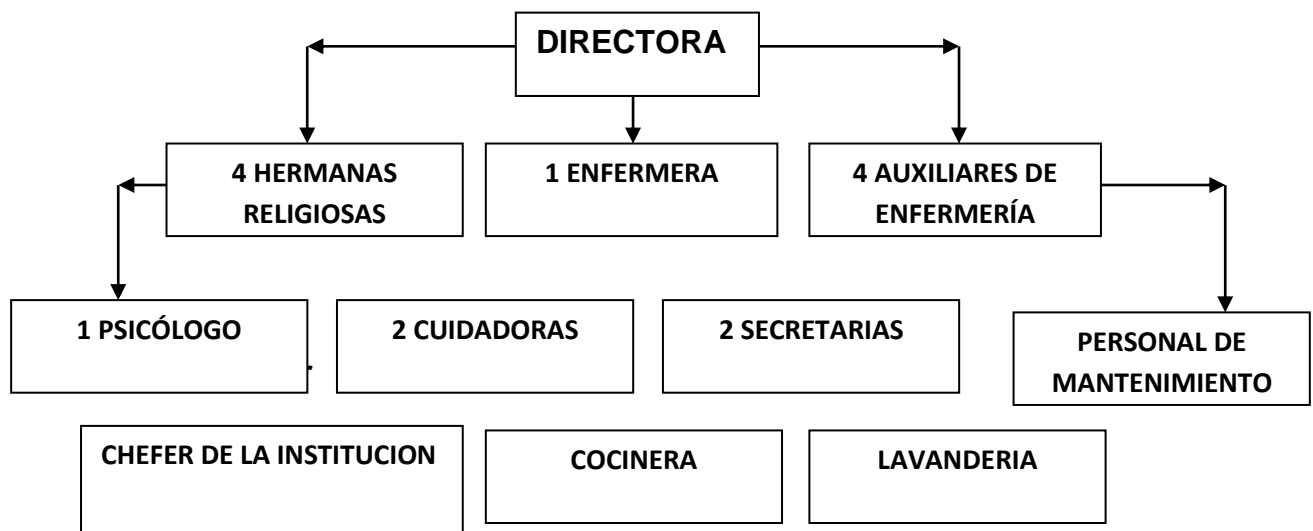 DIRECTORA
4 HERMANAS
RELIGIOSAS
1 ENFERMERA
4 AUXILIARES DE
ENFERMERÍA
1 PSICÓLOGO
.
2 CUIDADORAS
2 SECRETARIAS
PERSONAL DE
MANTENIMIENTO
CHEFER DE LA INSTITUCION
COCINERA
LAVANDERIA